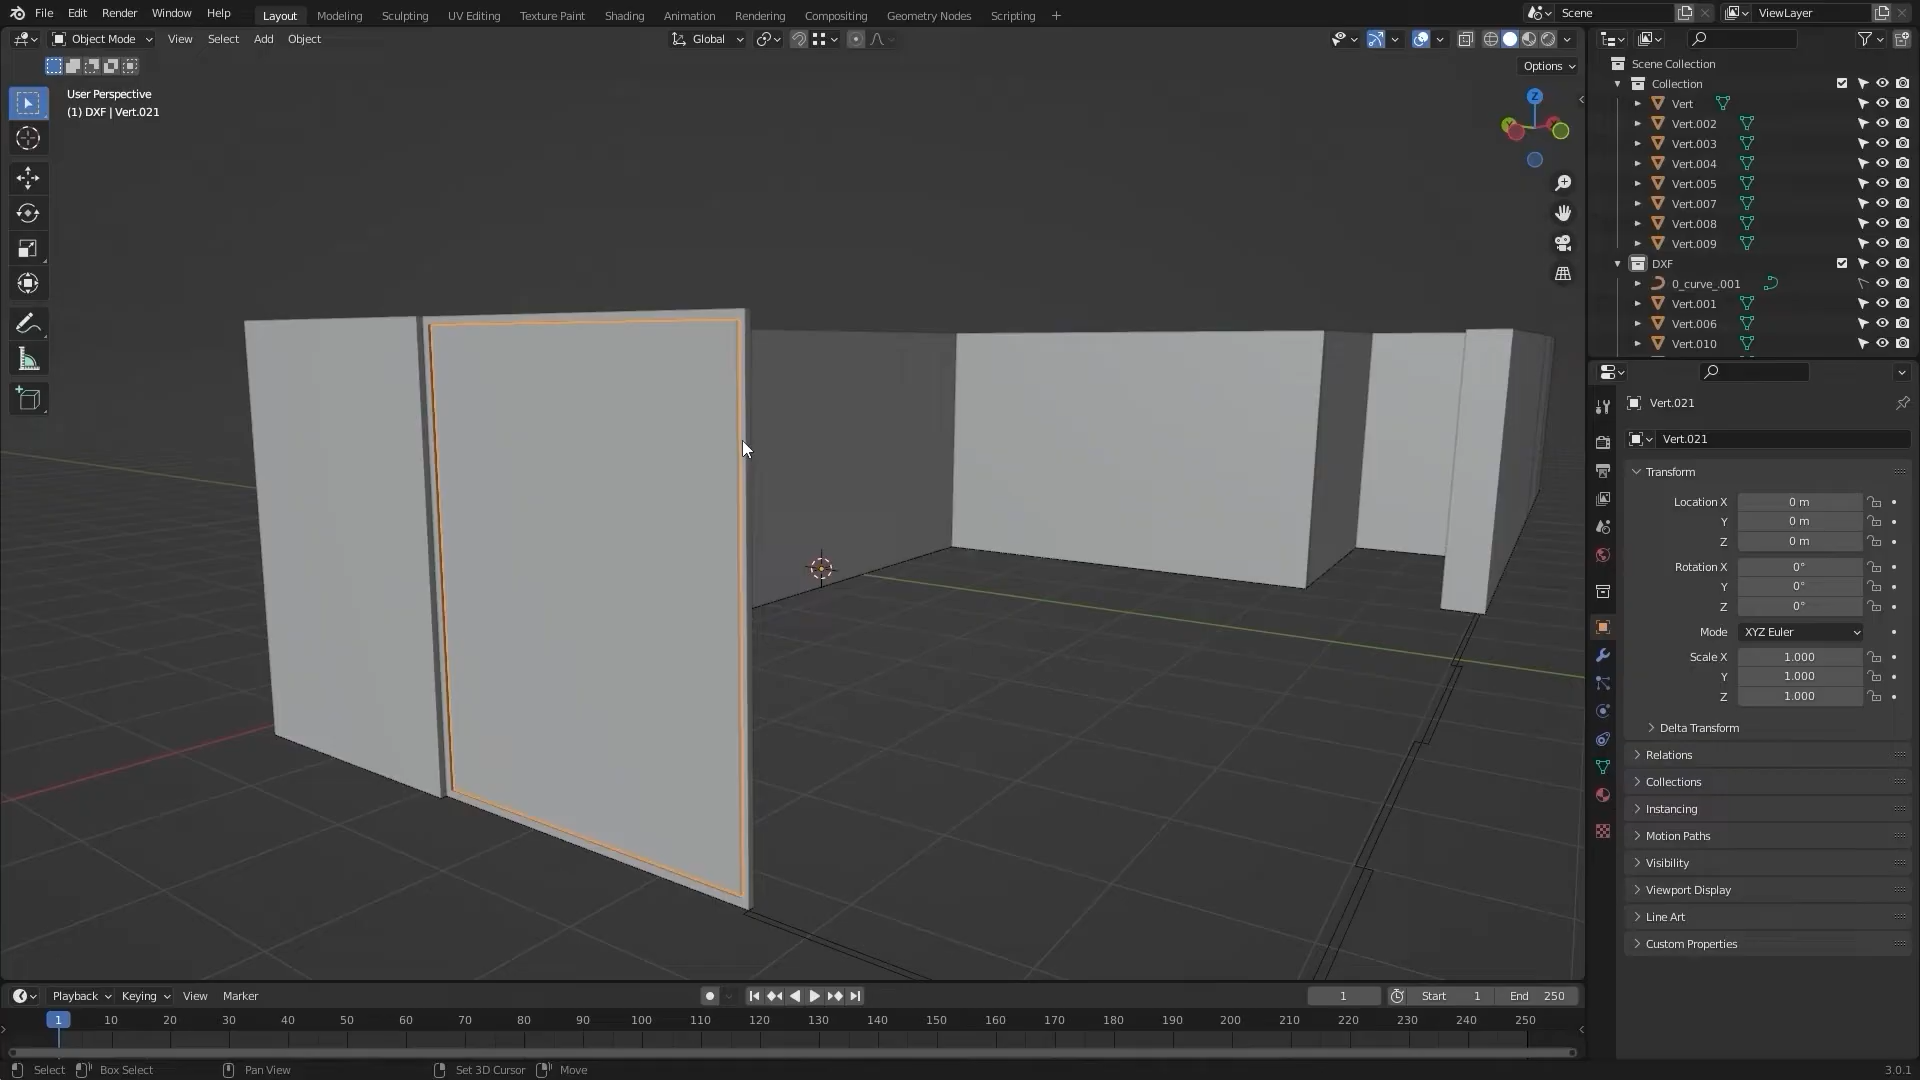 File Edit Render Window Help Layout Modeling Sculpting UV Editing Texture Paint Shading Animation Rendering Compositing Geometry Nodes Scripting + Scene ViewLayer
Object Mode View Select Add Object Global
Options
User Perspective
(1) DXF | Vert.021
Z
Scene Collection
Collection
Vert
Vert.002
Vert.003
Vert.004
Vert.005
Vert.007
Vert.008
Vert.009
DXF
0_curve_.001
Vert.001
Vert.006
Vert.010
Vert.021
Vert.021
Transform
Location X 0 m
Y 0 m
Z 0 m
Rotation X 0°
Y 0°
Z 0°
Mode XYZ Euler
Scale X 1.000
Y 1.000
Z 1.000
Delta Transform
Relations
Collections
Instancing
Motion Paths
Visibility
Viewport Display
Line Art
Custom Properties
Playback Keying View Marker 1 Start 1 End 250
1 10 20 30 40 50 60 70 80 90 100 110 120 130 140 150 160 170 180 190 200 210 220 230 240 250
Select Box Select Pan View Set 3D Cursor Move 3.0.1